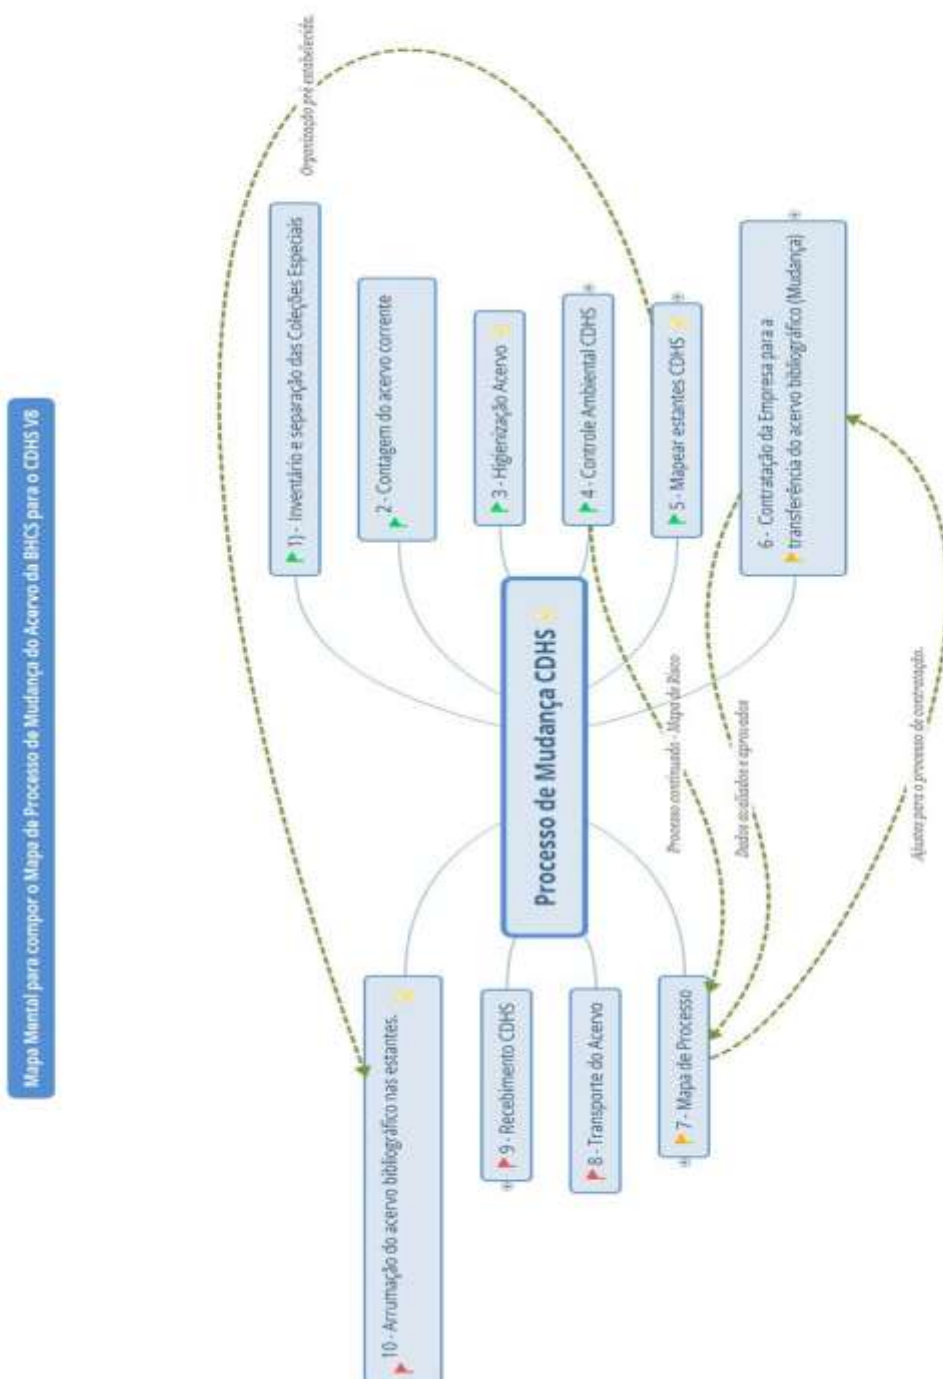 Mapa Mental para compor o Mapa de Processo de Mudança do Acervo da BHCS para o CDHS V8
Processo de Mudança CDHS
1) - Inventário e separação das Coleções Especiais
2 - Contagem do acervo corrente
3 - Higienização Acervo
4 - Controle Ambiental CDHS
5 - Mapear estantes CDHS
6 - Contratação da Empresa para a
transferência do acervo bibliográfico (Mudança)
7 - Mapa de Processo
8 - Transporte do Acervo
9 - Recebimento CDHS
10 - Arrumação do acervo bibliográfico nas estantes.
Organização pré estabelecida.
Processo continuado - Mapa de Risco
Dados avaliados e aprovados
Ajustes para o processo de contratação.